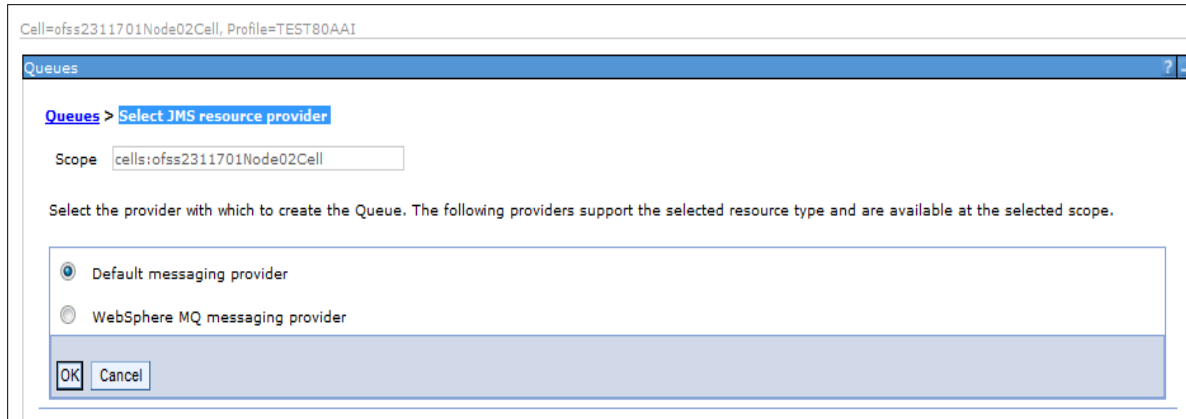 Cell=ofss2311701Node02Cell, Profile=TEST80AAI
Queues ? -
Queues > Select JMS resource provider
Scope cells:ofss2311701Node02Cell
Select the provider with which to create the Queue. The following providers support the selected resource type and are available at the selected scope.
Default messaging provider
WebSphere MQ messaging provider
OK Cancel